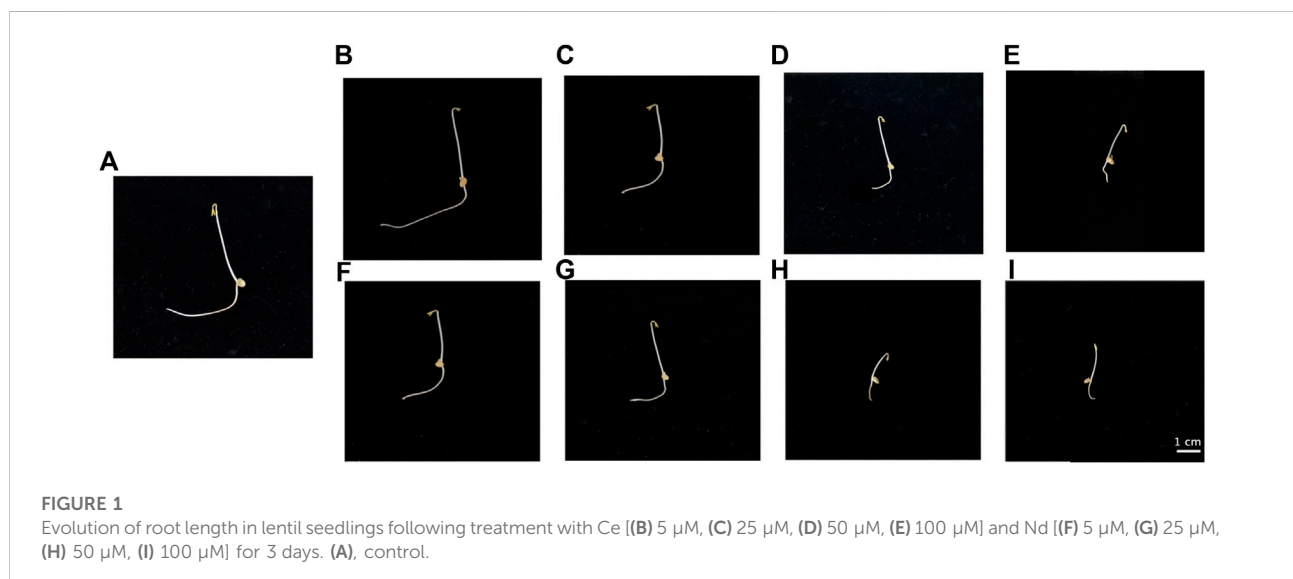 B
C
D
E
A
F
G
H
I
1 cm
FIGURE 1
Evolution of root length in lentil seedlings following treatment with Ce [(B) 5 µM, (C) 25 µM, (D) 50 µM, (E) 100 µM] and Nd [(F) 5 µM, (G) 25 µM,
(H) 50 µM, (I) 100 µM] for 3 days. (A), control.